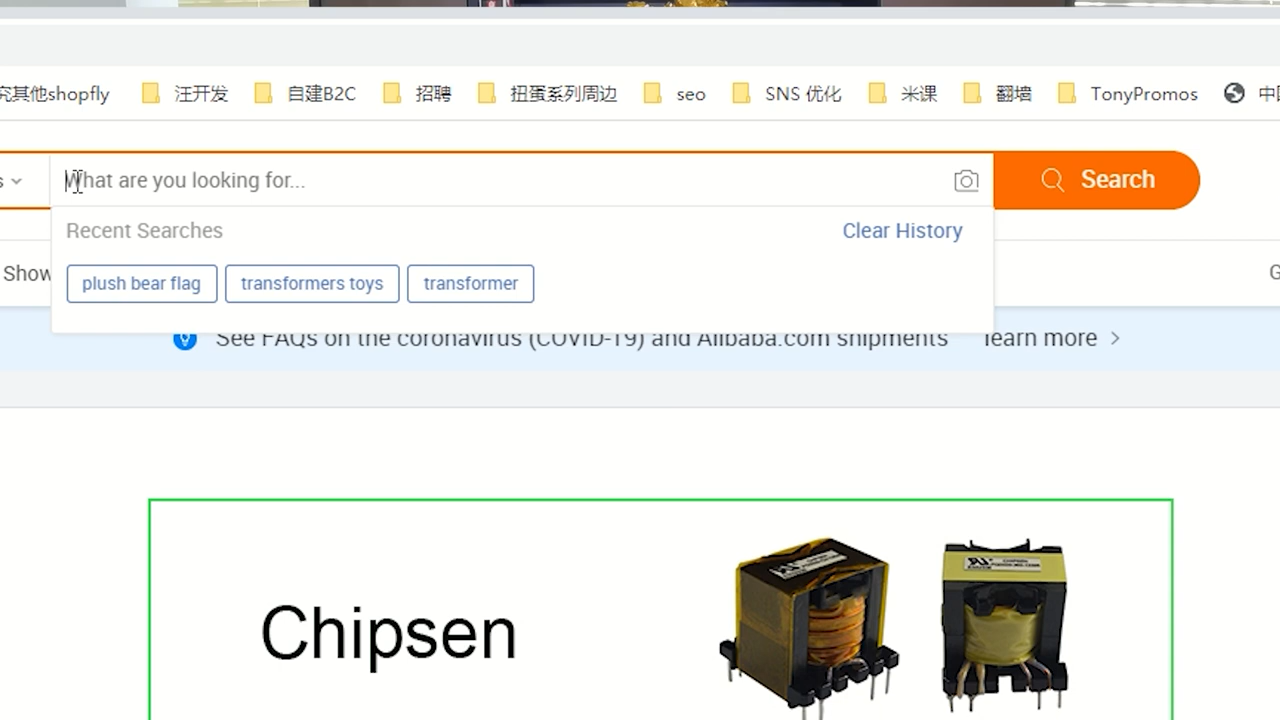 究其他shopfly 汪开发 自建B2C 招聘 扭蛋系列周边 seo SNS 优化 米课 翻墙 TonyPromos
What are you looking for... Search
Recent Searches Clear History
plush bear flag transformers toys transformer
Show
See FAQs on the coronavirus (COVID-19) and Alibaba.com shipments learn more
Chipsen